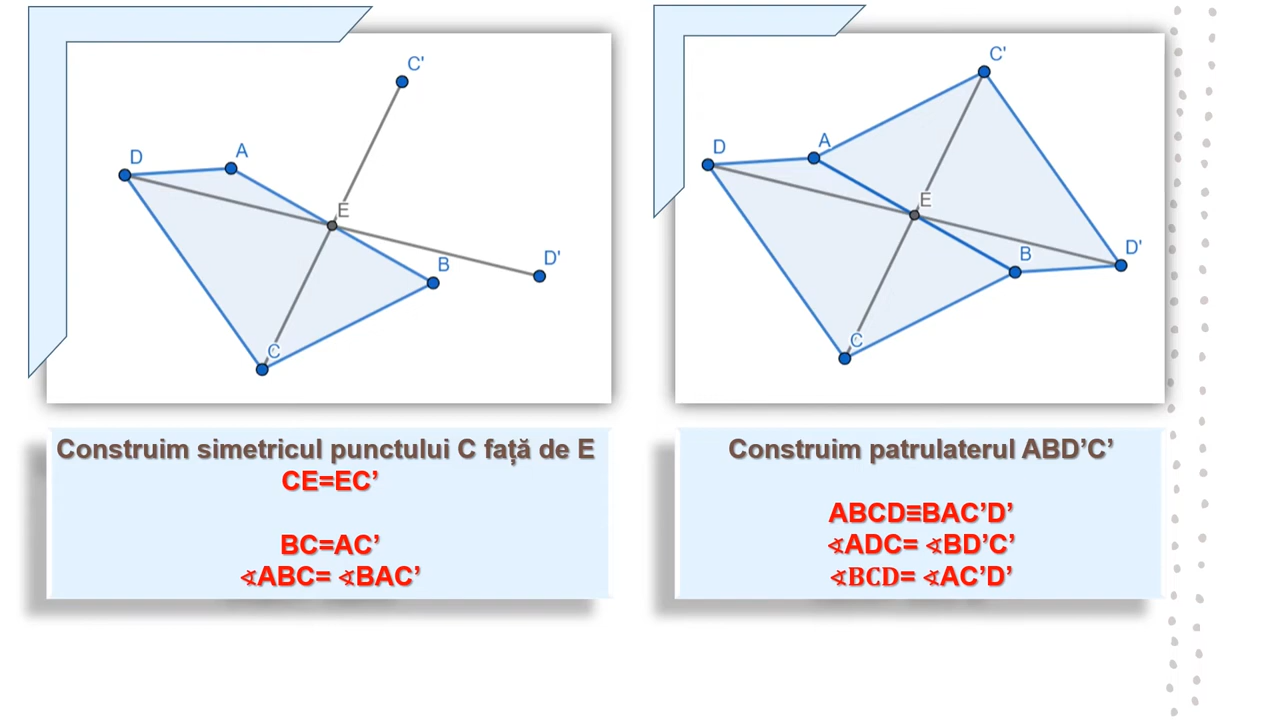 C'
D
A
E
B
D'
C
Construim simetricul punctului C față de E
CE=EC’
BC=AC’
∢ABC= ∢BAC’
C'
D
A
E
B
D'
C
Construim patrulaterul ABD’C’
ABCD≡BAC’D’
∢ADC= ∢BD’C’
∢BCD= ∢AC’D’